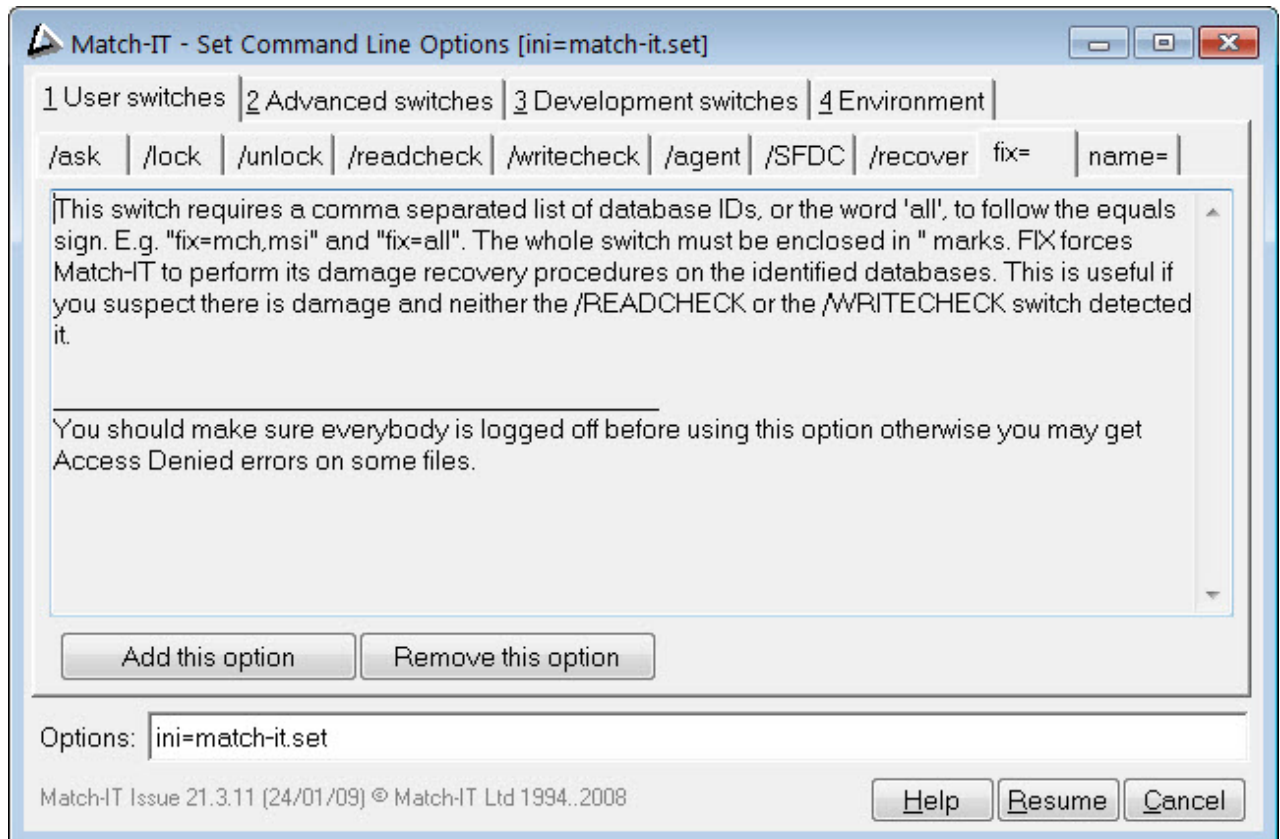 Match-IT - Set Command Line Options [ini=match-it.set]
1 User switches 2 Advanced switches 3 Development switches 4 Environment
/ask /lock /unlock /readcheck /writecheck /agent /SFDC /recover fix= name=
This switch requires a comma separated list of database IDs, or the word 'all', to follow the equals
sign. E.g. "fix=mch,msi" and "fix=all". The whole switch must be enclosed in " marks. FIX forces
Match-IT to perform its damage recovery procedures on the identified databases. This is useful if
you suspect there is damage and neither the /READCHECK or the /WRITECHECK switch detected
it.
You should make sure everybody is logged off before using this option otherwise you may get
Access Denied errors on some files.
Add this option Remove this option
Options: ini=match-it.set
Match-IT Issue 21.3.11 (24/01/09) © Match-IT Ltd 1994..2008 Help Resume Cancel